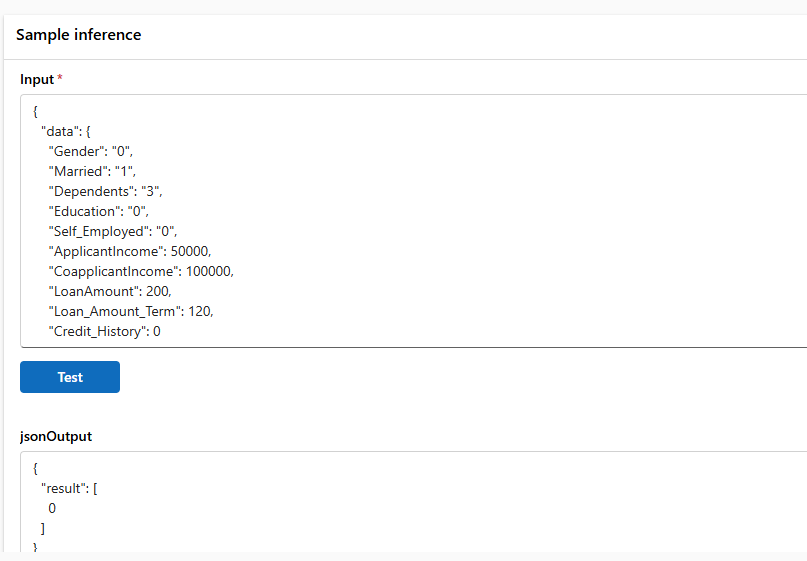 Sample inference
Input *
{
"data": {
"Gender": "0",
"Married": "1",
"Dependents": "3",
"Education": "0",
"Self_Employed": "0",
"ApplicantIncome": 50000,
"CoapplicantIncome": 100000,
"LoanAmount": 200,
"Loan_Amount_Term": 120,
"Credit_History": 0
Test
jsonOutput
{
"result": [
0
]
}